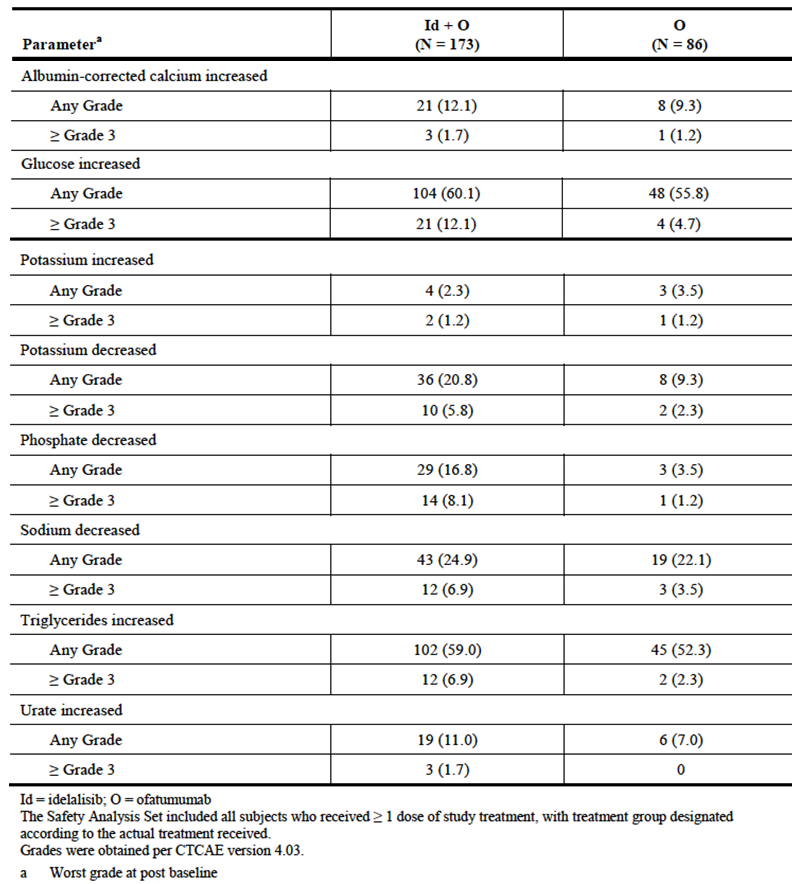 Id + O O
Parameterᵃ (N = 173) (N = 86)
Albumin-corrected calcium increased
Any Grade 21 (12.1) 8 (9.3)
≥ Grade 3 3 (1.7) 1 (1.2)
Glucose increased
Any Grade 104 (60.1) 48 (55.8)
≥ Grade 3 21 (12.1) 4 (4.7)
Potassium increased
Any Grade 4 (2.3) 3 (3.5)
≥ Grade 3 2 (1.2) 1 (1.2)
Potassium decreased
Any Grade 36 (20.8) 8 (9.3)
≥ Grade 3 10 (5.8) 2 (2.3)
Phosphate decreased
Any Grade 29 (16.8) 3 (3.5)
≥ Grade 3 14 (8.1) 1 (1.2)
Sodium decreased
Any Grade 43 (24.9) 19 (22.1)
≥ Grade 3 12 (6.9) 3 (3.5)
Triglycerides increased
Any Grade 102 (59.0) 45 (52.3)
≥ Grade 3 12 (6.9) 2 (2.3)
Urate increased
Any Grade 19 (11.0) 6 (7.0)
≥ Grade 3 3 (1.7) 0
Id = idelalisib; O = ofatumumab
The Safety Analysis Set included all subjects who received ≥ 1 dose of study treatment, with treatment group designated
according to the actual treatment received.
Grades were obtained per CTCAE version 4.03.
a Worst grade at post baseline